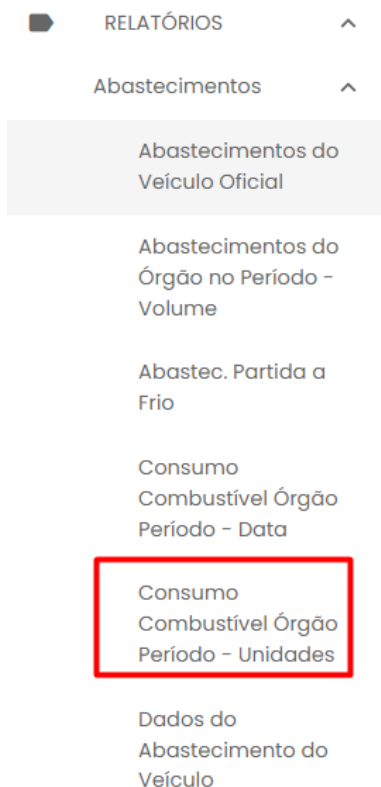 RELATÓRIOS
Abastecimentos
Abastecimentos do
Veículo Oficial
Abastecimentos do
Órgão no Período -
Volume
Abastec. Partida a
Frio
Consumo
Combustível Órgão
Período - Data
Consumo
Combustível Órgão
Período - Unidades
Dados do
Abastecimento do
Veículo